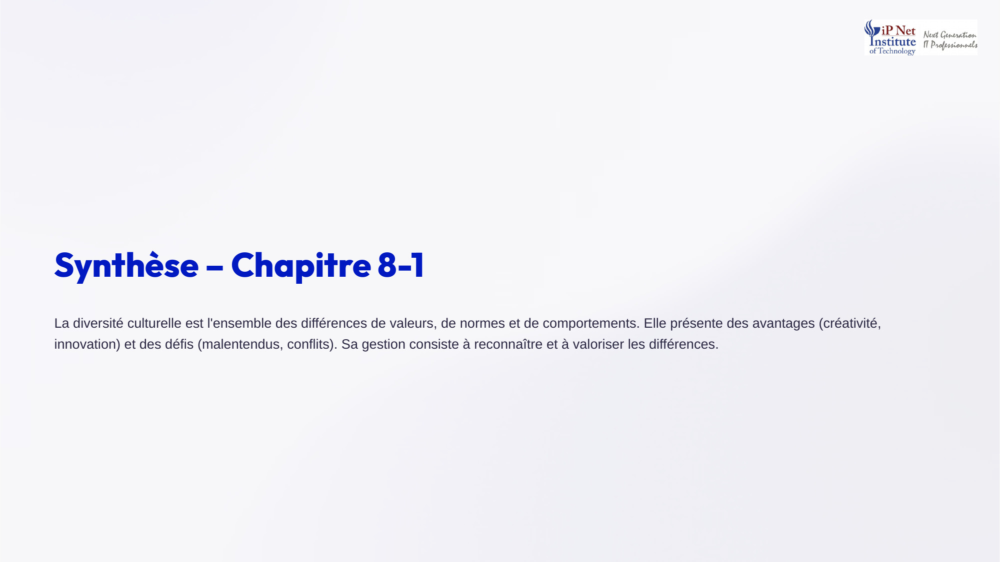 iP Net
Institute
of Technology
Next Generation
IT Professionnels
Synthèse – Chapitre 8-1
La diversité culturelle est l'ensemble des différences de valeurs, de normes et de comportements. Elle présente des avantages (créativité,
innovation) et des défis (malentendus, conflits). Sa gestion consiste à reconnaître et à valoriser les différences.